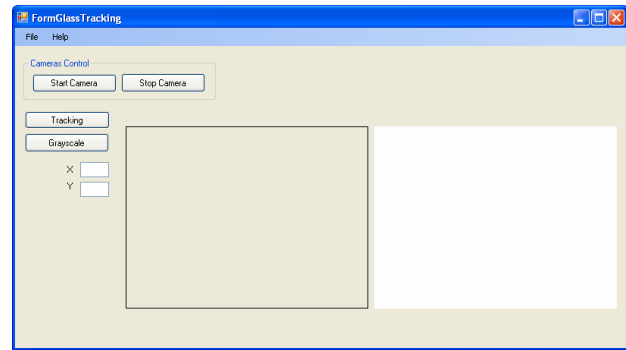 FormGlassTracking
File Help
Cameras Control
Start Camera Stop Camera
Tracking
Grayscale
X
Y